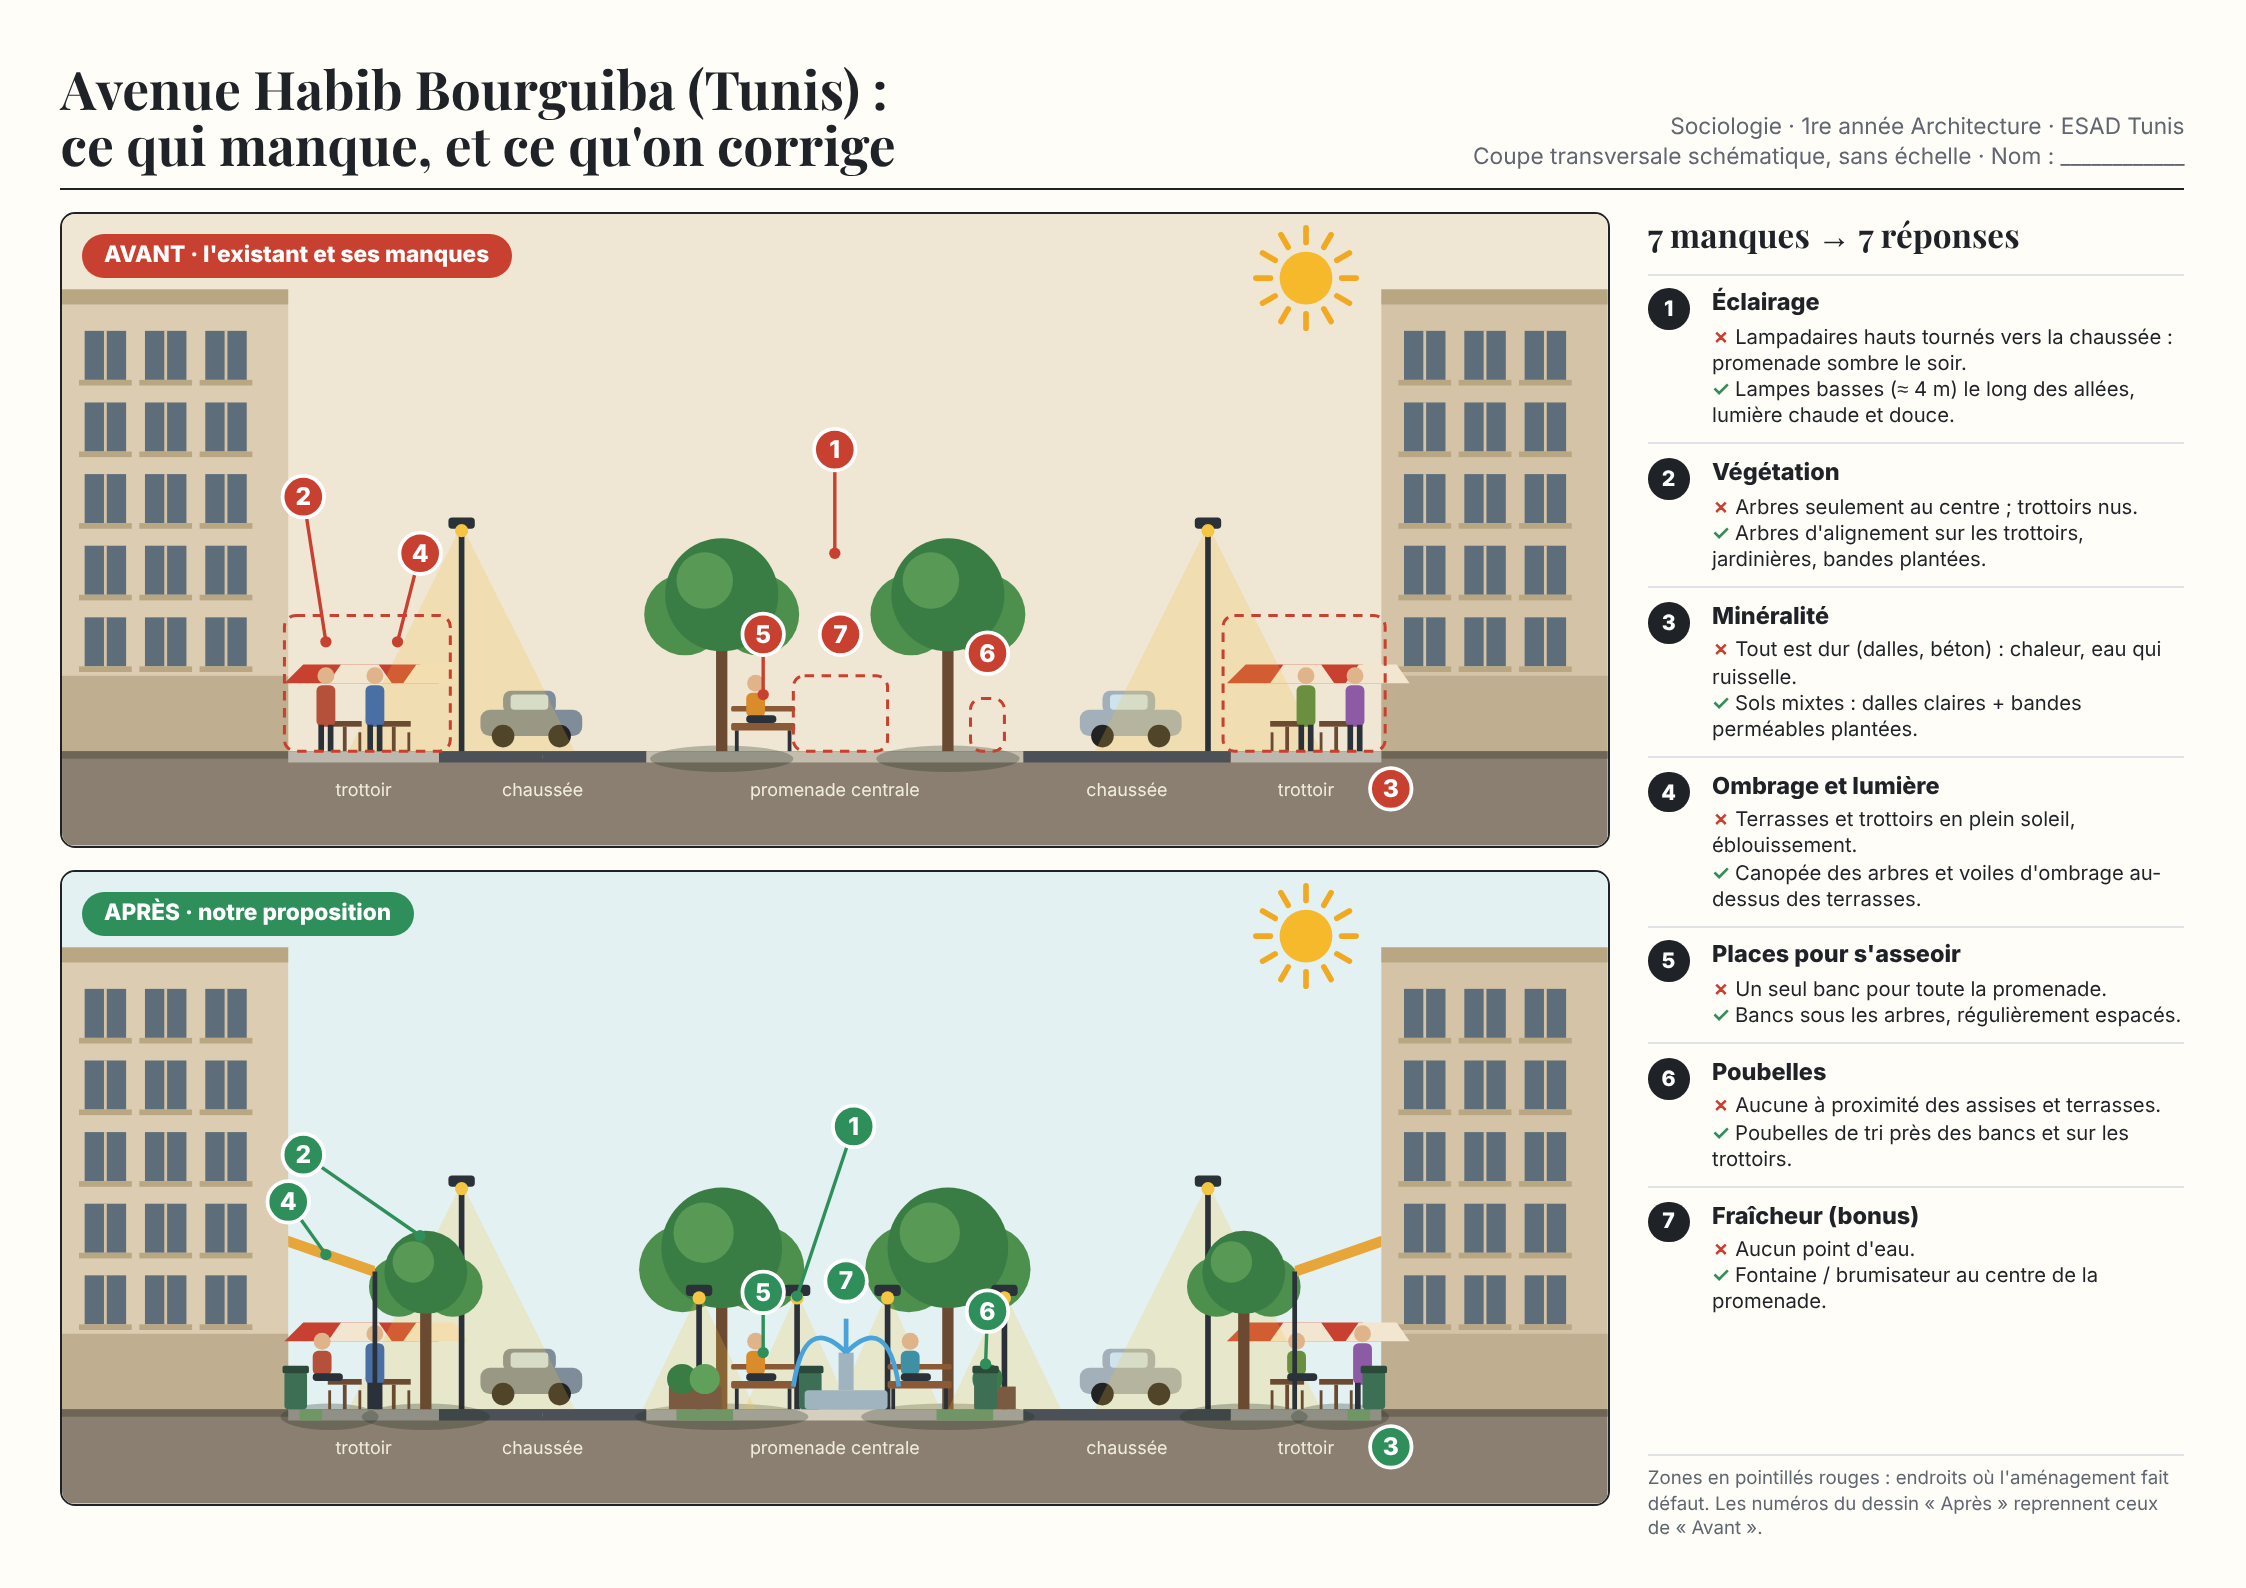 Avenue Habib Bourguiba (Tunis) :
ce qui manque, et ce qu'on corrige
Sociologie · 1re année Architecture · ESAD Tunis
Coupe transversale schématique, sans échelle · Nom : ____________
AVANT · l'existant et ses manques
1
2
4
5
7
6
trottoir
chaussée
promenade centrale
chaussée
trottoir
3
APRÈS · notre proposition
1
2
4
7
5
6
trottoir
chaussée
promenade centrale
chaussée
trottoir
3
7 manques → 7 réponses
1 Éclairage
✕ Lampadaires hauts tournés vers la chaussée :
promenade sombre le soir.
✓ Lampes basses (≈ 4 m) le long des allées,
lumière chaude et douce.
2 Végétation
✕ Arbres seulement au centre ; trottoirs nus.
✓ Arbres d'alignement sur les trottoirs,
jardinières, bandes plantées.
3 Minéralité
✕ Tout est dur (dalles, béton) : chaleur, eau qui
ruisselle.
✓ Sols mixtes : dalles claires + bandes
perméables plantées.
4 Ombrage et lumière
✕ Terrasses et trottoirs en plein soleil,
éblouissement.
✓ Canopée des arbres et voiles d'ombrage au-
dessus des terrasses.
5 Places pour s'asseoir
✕ Un seul banc pour toute la promenade.
✓ Bancs sous les arbres, régulièrement espacés.
6 Poubelles
✕ Aucune à proximité des assises et terrasses.
✓ Poubelles de tri près des bancs et sur les
trottoirs.
7 Fraîcheur (bonus)
✕ Aucun point d'eau.
✓ Fontaine / brumisateur au centre de la
promenade.
Zones en pointillés rouges : endroits où l'aménagement fait
défaut. Les numéros du dessin « Après » reprennent ceux
de « Avant ».